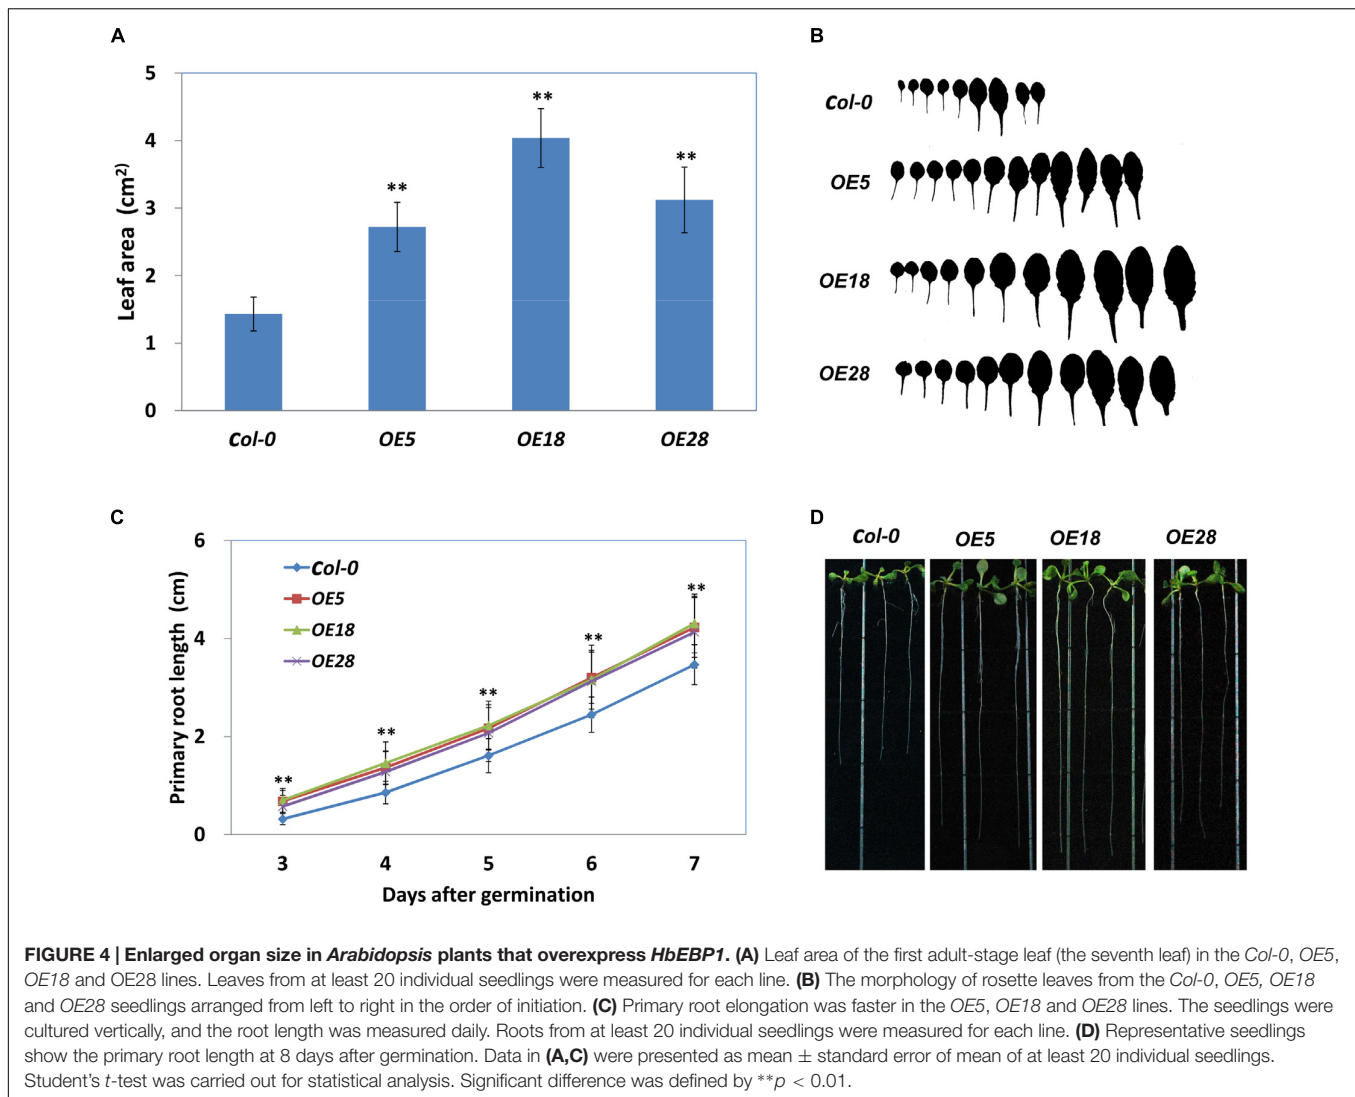 A
B
Leaf area (cm²)
5
4
3
2
1
0
**
**
**
Col-0
OE5
OE18
OE28
Col-0
OE5
OE18
OE28
C
D
Primary root length (cm)
6
4
2
0
Col-0
OE5
OE18
OE28
**
**
**
**
**
3
4
5
6
7
Days after germination
Col-0
OE5
OE18
OE28
FIGURE 4 | Enlarged organ size in Arabidopsis plants that overexpress HbEBP1. (A) Leaf area of the first adult-stage leaf (the seventh leaf) in the Col-0, OE5,
OE18 and OE28 lines. Leaves from at least 20 individual seedlings were measured for each line. (B) The morphology of rosette leaves from the Col-0, OE5, OE18
and OE28 seedlings arranged from left to right in the order of initiation. (C) Primary root elongation was faster in the OE5, OE18 and OE28 lines. The seedlings were
cultured vertically, and the root length was measured daily. Roots from at least 20 individual seedlings were measured for each line. (D) Representative seedlings
show the primary root length at 8 days after germination. Data in (A,C) were presented as mean ± standard error of mean of at least 20 individual seedlings.
Student's t-test was carried out for statistical analysis. Significant difference was defined by **p < 0.01.